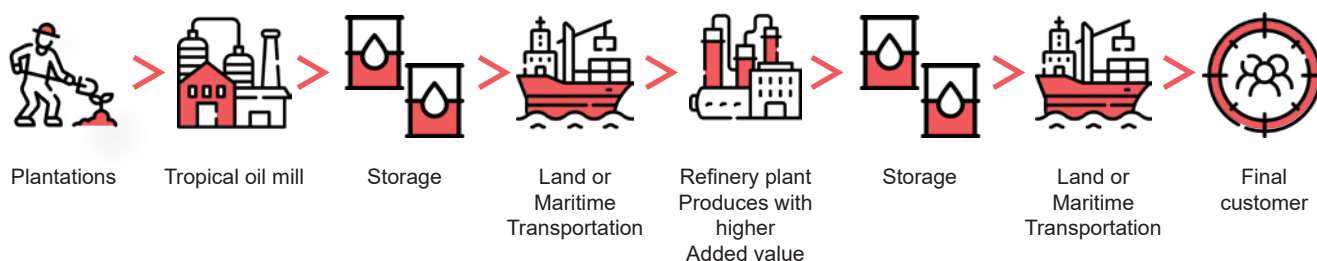 Plantations
Tropical oil mill
Storage
Land or
Maritime
Transportation
Refinery plant
Produces with
higher
Added value
Storage
Land or
Maritime
Transportation
Final
customer